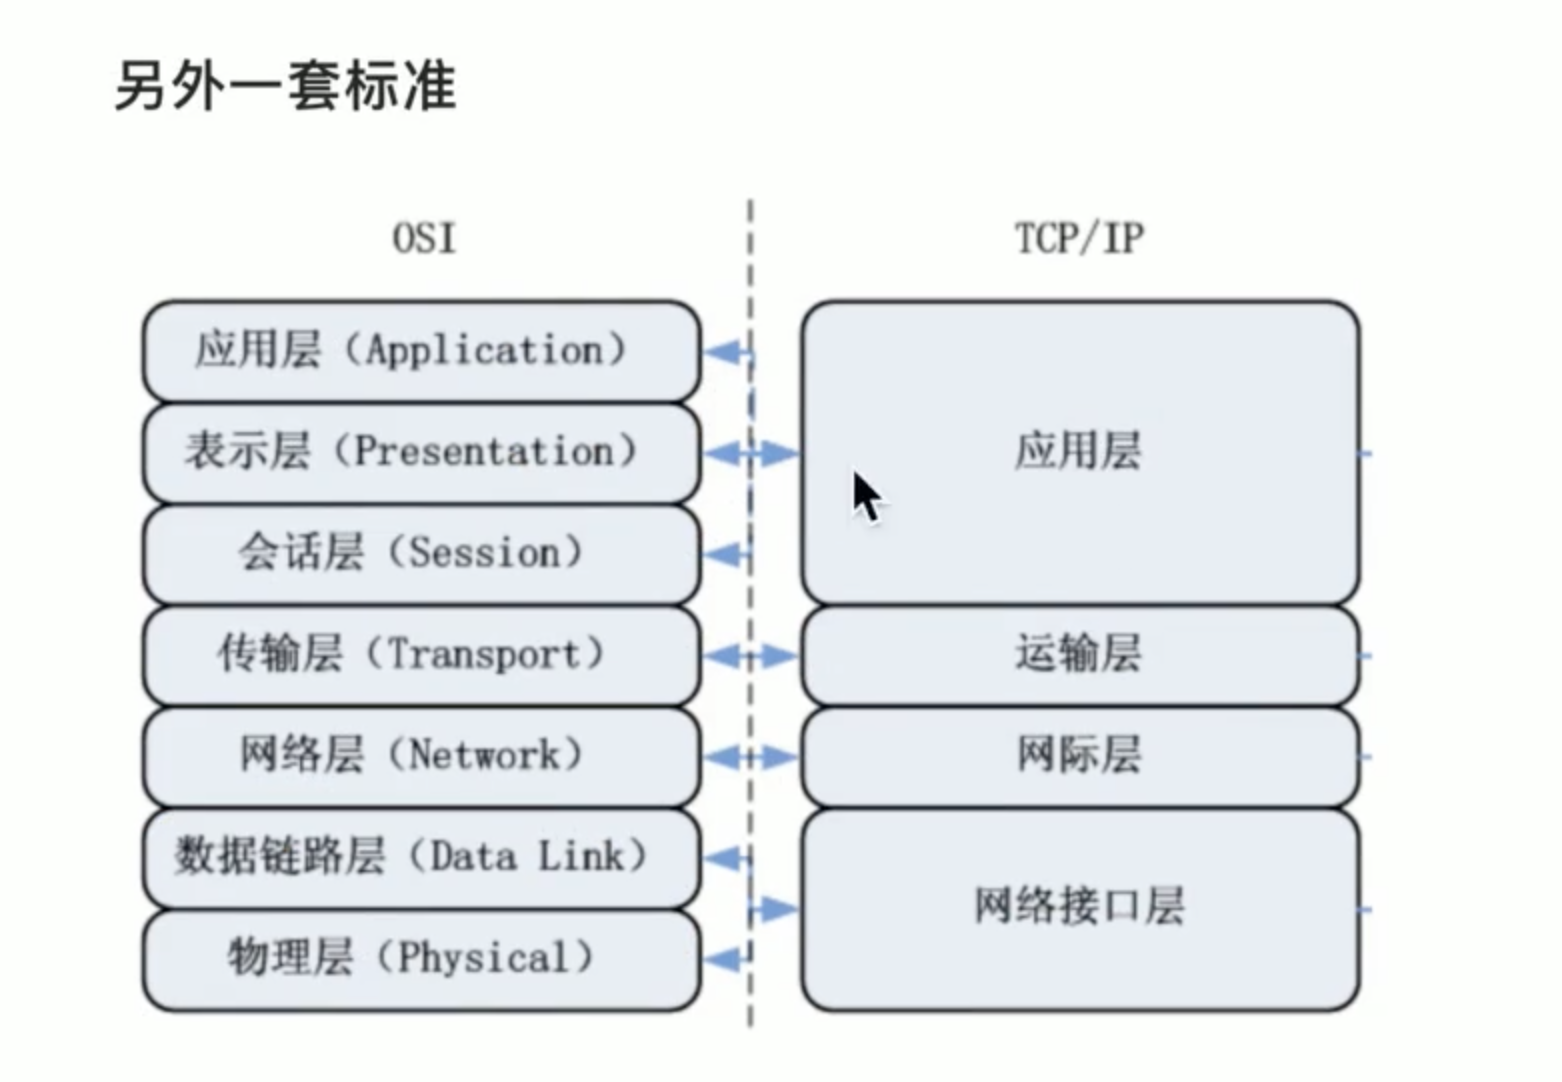 另外一套标准
OSI
TCP/IP
应用层（Application）
表示层（Presentation）
会话层（Session）
传输层（Transport）
网络层（Network）
数据链路层（Data Link）
物理层（Physical）
应用层
运输层
网际层
网络接口层